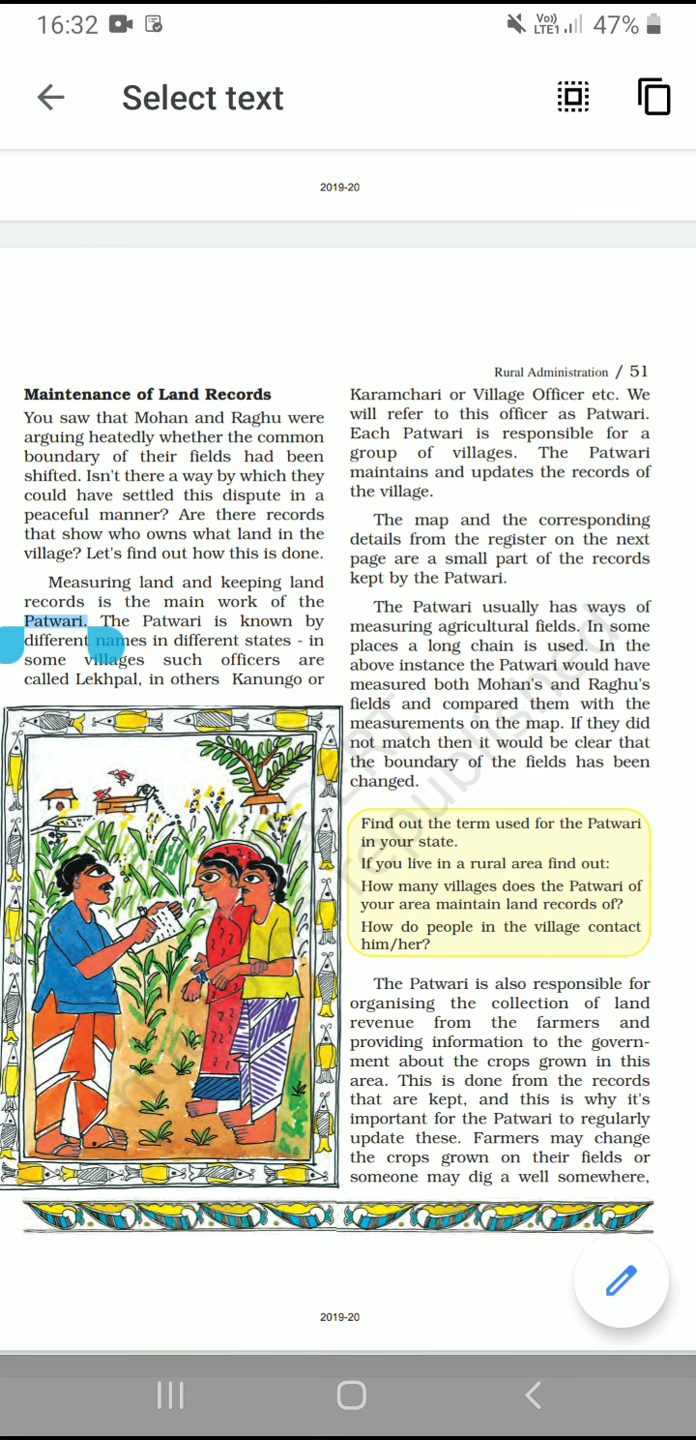 16:32
Vo))
LTE1
47%
Select text
2019-20
Rural Administration / 51
Maintenance of Land Records
You saw that Mohan and Raghu were
arguing heatedly whether the common
boundary of their fields had been
shifted. Isn't there a way by which they
could have settled this dispute in a
peaceful manner? Are there records
that show who owns what land in the
village? Let's find out how this is done.
Measuring land and keeping land
records is the main work of the
Patwari. The Patwari is known by
different names in different states - in
some villages such officers are
called Lekhpal, in others Kanungo or
Karamchari or Village Officer etc. We
will refer to this officer as Patwari.
Each Patwari is responsible for a
group of villages. The Patwari
maintains and updates the records of
the village.
The map and the corresponding
details from the register on the next
page are a small part of the records
kept by the Patwari.
The Patwari usually has ways of
measuring agricultural fields. In some
places a long chain is used. In the
above instance the Patwari would have
measured both Mohan's and Raghu's
fields and compared them with the
measurements on the map. If they did
not match then it would be clear that
the boundary of the fields has been
changed.
Find out the term used for the Patwari
in your state.
If you live in a rural area find out:
How many villages does the Patwari of
your area maintain land records of?
How do people in the village contact
him/her?
The Patwari is also responsible for
organising the collection of land
revenue from the farmers and
providing information to the govern-
ment about the crops grown in this
area. This is done from the records
that are kept, and this is why it's
important for the Patwari to regularly
update these. Farmers may change
the crops grown on their fields or
someone may dig a well somewhere,
2019-20